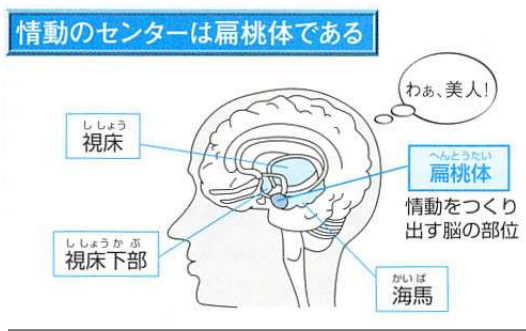 情動のセンターは扁桃体である
わぁ、美人!
ししょう
視床
へんとうたい
扁桃体
情動をつくり
出す脳の部位
ししょうかぶ
視床下部
かいば
海馬